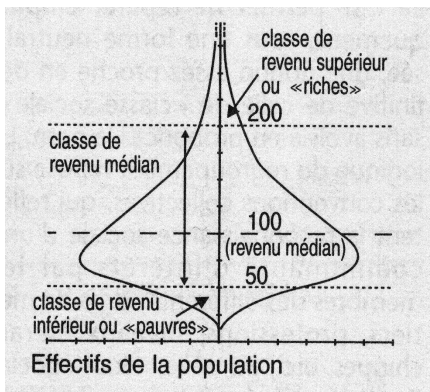 classe de
revenu supérieur
ou «riches»
200
classe de
revenu médian
100
(revenu médian)
50
classe de revenu
inférieur ou «pauvres»
Effectifs de la population